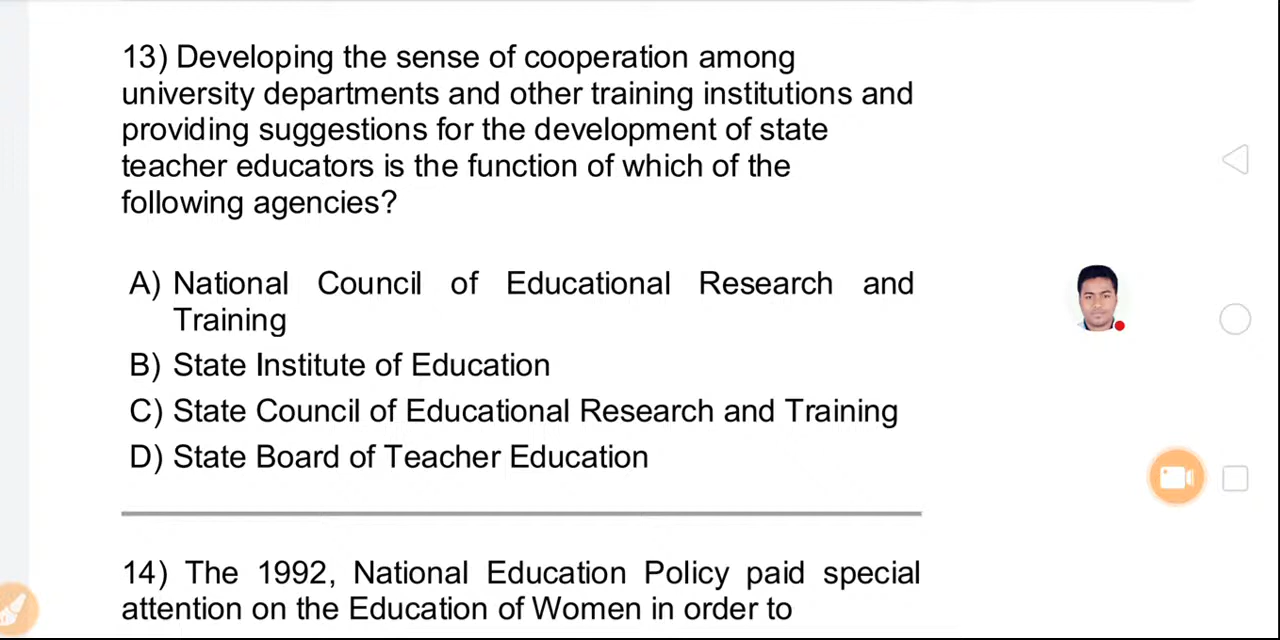 13) Developing the sense of cooperation among
university departments and other training institutions and
providing suggestions for the development of state
teacher educators is the function of which of the
following agencies?
A) National Council of Educational Research and
Training
B) State Institute of Education
C) State Council of Educational Research and Training
D) State Board of Teacher Education
14) The 1992, National Education Policy paid special
attention on the Education of Women in order to